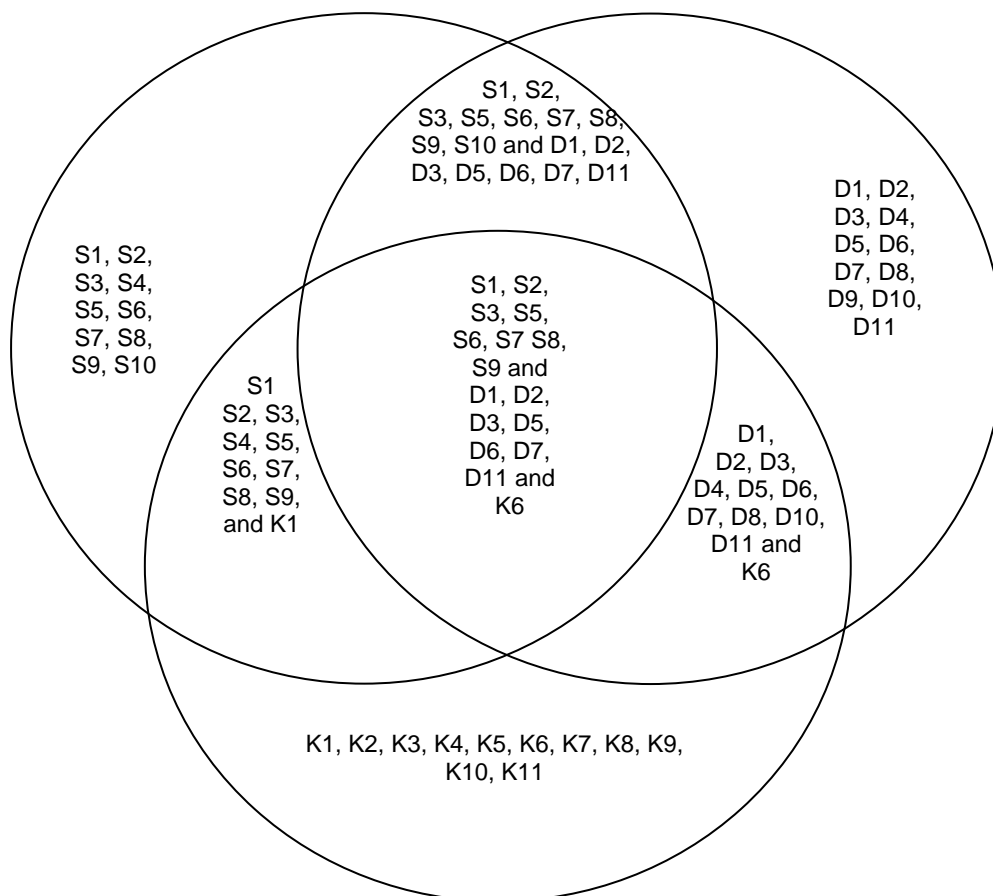 S1, S2,
S3, S5, S6, S7, S8,
S9, S10 and D1, D2,
D3, D5, D6, D7, D11
D1, D2,
D3, D4,
D5, D6,
D7, D8,
D9, D10,
D11
S1, S2,
S3, S4,
S5, S6,
S7, S8,
S9, S10
S1, S2,
S3, S5,
S6, S7 S8,
S9 and
D1, D2,
D3, D5,
D6, D7,
D11 and
K6
S1
S2, S3,
S4, S5,
S6, S7,
S8, S9,
and K1
D1,
D2, D3,
D4, D5, D6,
D7, D8, D10,
D11 and
K6
K1, K2, K3, K4, K5, K6, K7, K8, K9,
K10, K11